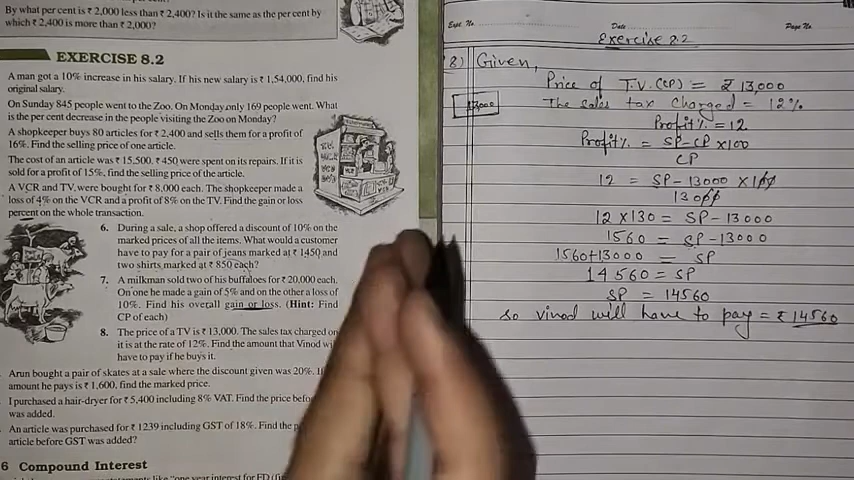 By what per cent is ₹ 2,000 less than ₹ 2,400? Is it the same as the per cent by
which ₹ 2,400 is more than ₹ 2,000?
EXERCISE 8.2
A man got a 10% increase in his salary. If his new salary is ₹ 1,54,000, find his
original salary.
On Sunday 845 people went to the Zoo. On Monday only 169 people went. What
is the per cent decrease in the people visiting the Zoo on Monday?
A shopkeeper buys 80 articles for ₹ 2,400 and sells them for a profit of
16%. Find the selling price of one article.
The cost of an article was ₹ 15,500. ₹ 450 were spent on its repairs. If it is
sold for a profit of 15%, find the selling price of the article.
A VCR and TV were bought for ₹ 8,000 each. The shopkeeper made a
loss of 4% on the VCR and a profit of 8% on the TV. Find the gain or loss
percent on the whole transaction.
6. During a sale, a shop offered a discount of 10% on the
marked prices of all the items. What would a customer
have to pay for a pair of jeans marked at ₹ 1450 and
two shirts marked at ₹ 850 each?
7. A milkman sold two of his buffaloes for ₹ 20,000 each.
On one he made a gain of 5% and on the other a loss of
10%. Find his overall gain or loss. (Hint: Find
CP of each)
8. The price of a TV is ₹ 13,000. The sales tax charged on
it is at the rate of 12%. Find the amount that Vinod
have to pay if he buys it.
Arun bought a pair of skates at a sale where the discount given was 20%.
amount he pays is ₹ 1,600, find the marked price.
I purchased a hair-dryer for ₹ 5,400 including 8% VAT. Find the price
was added.
An article was purchased for ₹ 1239 including GST of 18%. Find the
article before GST was added?
6 Compound Interest
Expt. No
Date
Page No
Exercise 8.2
8) Given,
Price of T.V.(CP) = ₹ 13,000
13000
The sales tax charged = 12%
Profit% = 12
Profit% = SP-CP ×100
CP
12 = SP-13000 ×100
13000
12×130 = SP-13000
1560 = SP-13000
1560+13000 = SP
14560 = SP
SP = 14560
so vinod will have to pay = ₹ 14560